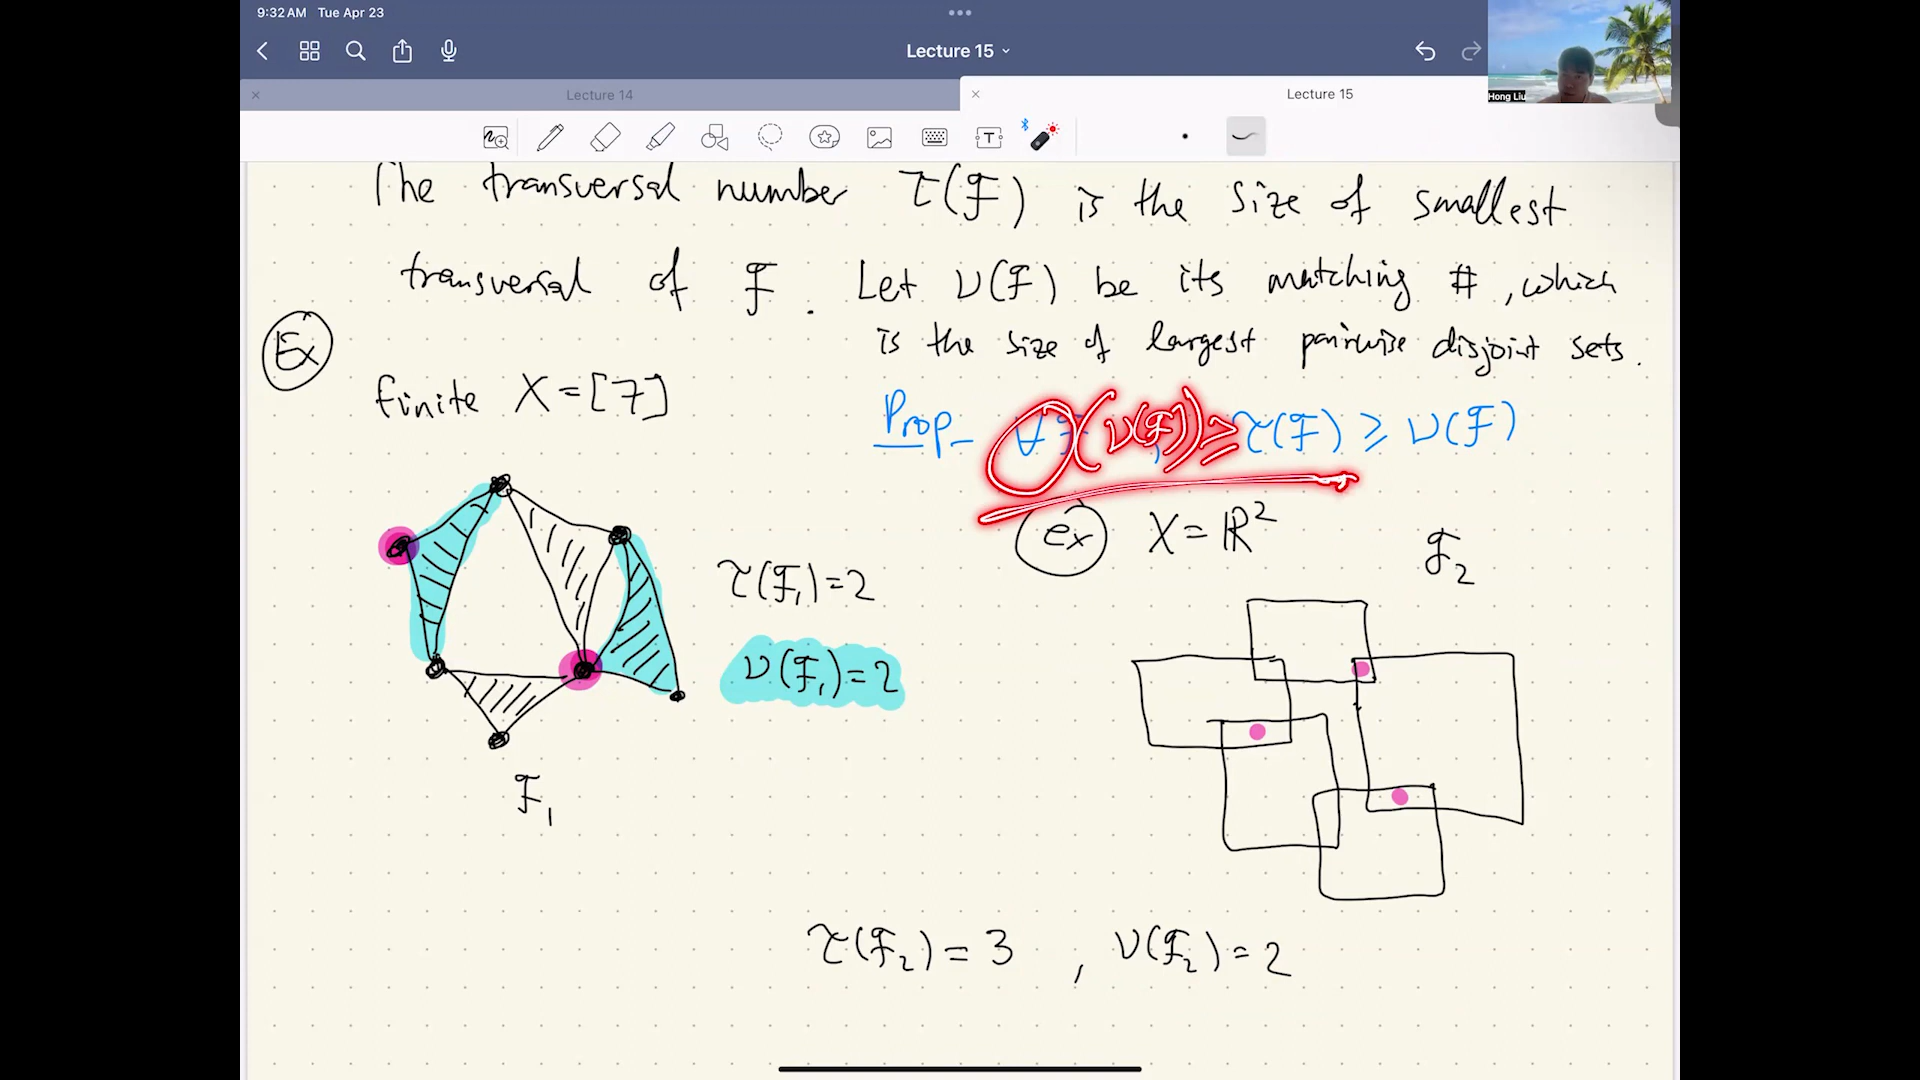 9:32 AM Tue Apr 23
Lecture 15
Lecture 14
Lecture 15
Hong Liu
The transversal number τ(𝓕) is the size of smallest
transversal of 𝓕. Let ν(𝓕) be its matching #, which
is the size of largest pairwise disjoint sets.
Ex
finite X=[7]
Prop ∀𝓕, τ(𝓕) ≥ ν(𝓕)
(ν(𝓕)) ≥
ex X=ℝ²
𝓕₂
τ(𝓕₁)=2
ν(𝓕₁)=2
𝓕₁
τ(𝓕₂)=3, ν(𝓕₂)=2